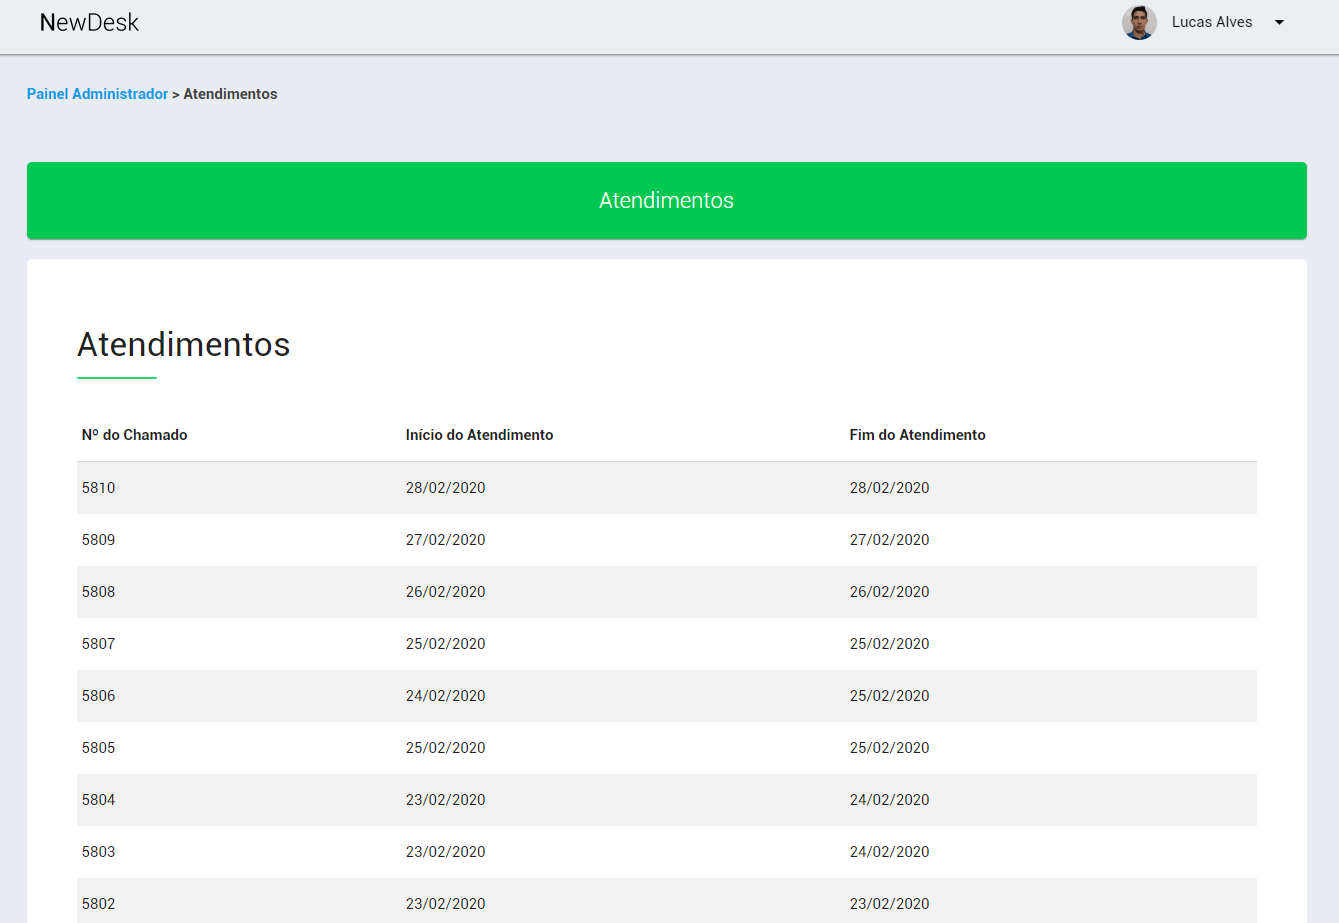 NewDesk
Lucas Alves
Painel Administrador > Atendimentos
Atendimentos
Atendimentos
Nº do Chamado Início do Atendimento Fim do Atendimento
5810 28/02/2020 28/02/2020
5809 27/02/2020 27/02/2020
5808 26/02/2020 26/02/2020
5807 25/02/2020 25/02/2020
5806 24/02/2020 25/02/2020
5805 25/02/2020 25/02/2020
5804 23/02/2020 24/02/2020
5803 23/02/2020 24/02/2020
5802 23/02/2020 23/02/2020